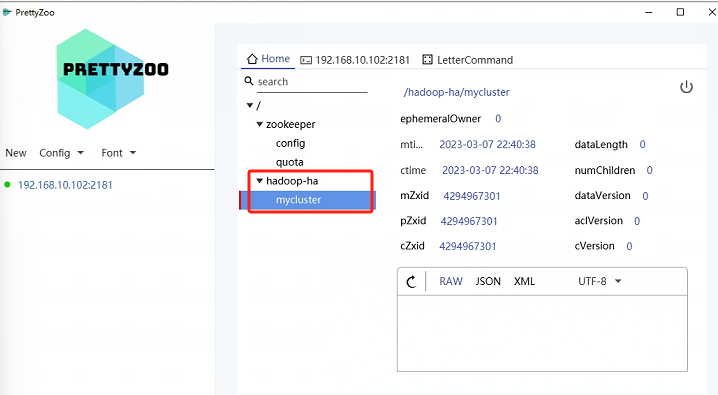 PrettyZoo
PRETTYZOO
New Config Font
192.168.10.102:2181
Home 192.168.10.102:2181 LetterCommand
search
/
zookeeper
config
quota
hadoop-ha
mycluster
/hadoop-ha/mycluster
ephemeralOwner 0
mti... 2023-03-07 22:40:38 dataLength 0
ctime 2023-03-07 22:40:38 numChildren 0
mZxid 4294967301 dataVersion 0
pZxid 4294967301 aclVersion 0
cZxid 4294967301 cVersion 0
RAW JSON XML UTF-8